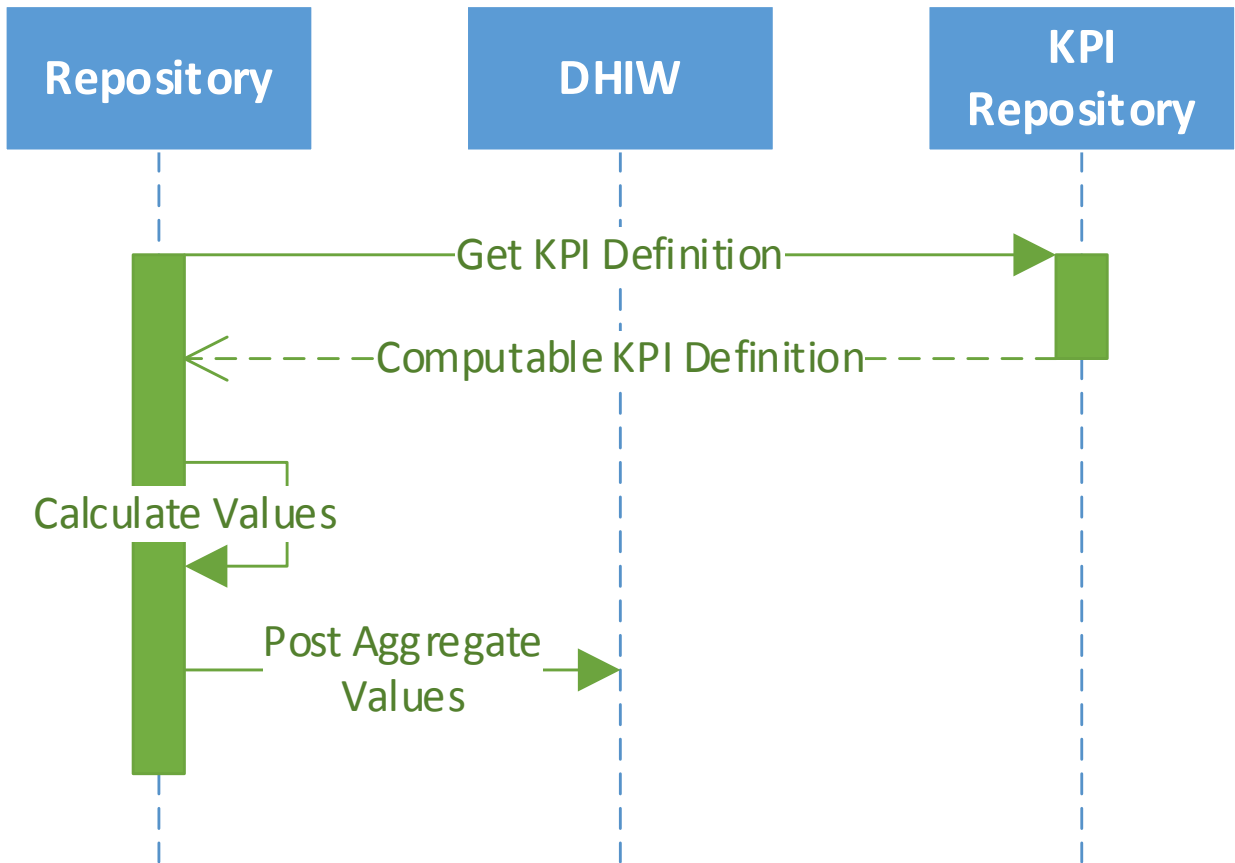 Repository
DHIW
KPI
Repository
Get KPI Definition
Computable KPI Definition
Calculate Values
Post Aggregate
Values